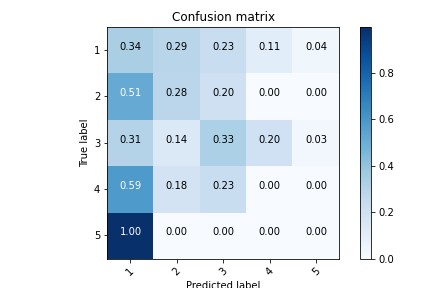 Confusion matrix
1 0.34 0.29 0.23 0.11 0.04
2 0.51 0.28 0.20 0.00 0.00
3 0.31 0.14 0.33 0.20 0.03
4 0.59 0.18 0.23 0.00 0.00
5 1.00 0.00 0.00 0.00 0.00
1 2 3 4 5
True label
Predicted label
0.8
0.6
0.4
0.2
0.0